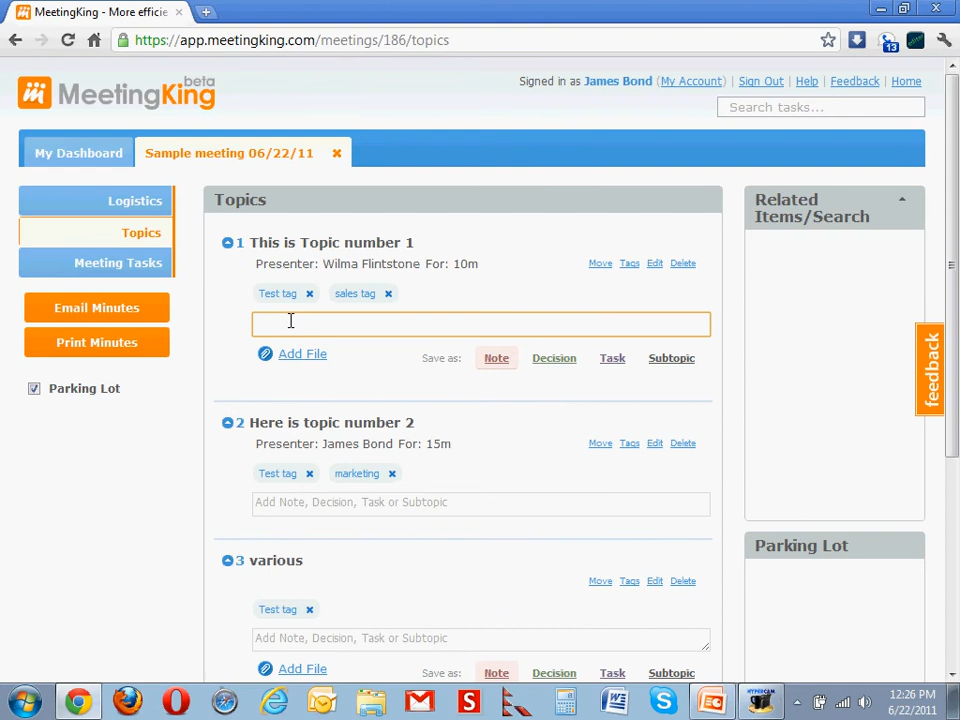 MeetingKing - More efficie
https://app.meetingking.com/meetings/186/topics
13
MeetingKing
beta
Signed in as James Bond (My Account) | Sign Out | Help | Feedback | Home
Search tasks...
My Dashboard
Sample meeting 06/22/11
Logistics
Topics
Meeting Tasks
Email Minutes
Print Minutes
Parking Lot
Topics
1 This is Topic number 1
Presenter: Wilma Flintstone For: 10m
Move Tags Edit Delete
Test tag
sales tag
Add File
Save as: Note Decision Task Subtopic
2 Here is topic number 2
Presenter: James Bond For: 15m
Move Tags Edit Delete
Test tag
marketing
Add Note, Decision, Task or Subtopic
3 various
Move Tags Edit Delete
Test tag
Add Note, Decision, Task or Subtopic
Add File
Save as: Note Decision Task Subtopic
Related
Items/Search
Parking Lot
feedback
HYPERCAM
12:26 PM
6/22/2011